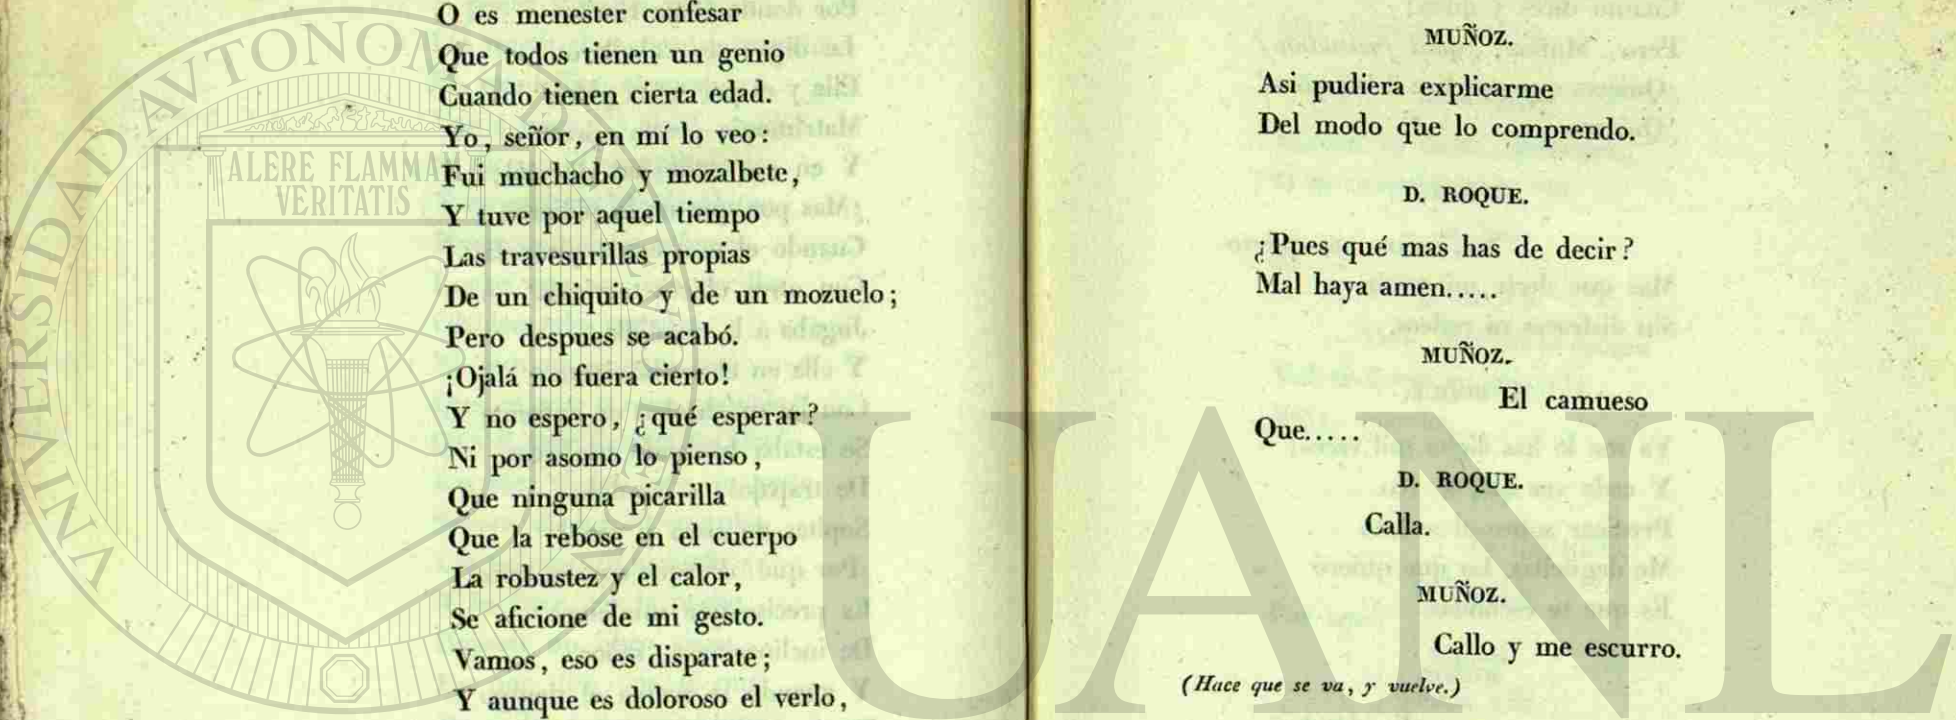 O es menester confesar
Que todos tienen un genio
Cuando tienen cierta edad.
Yo, señor, en mí lo veo:
Fui muchacho y mozalbete,
Y tuve por aquel tiempo
Las travesurillas propias
De un chiquito y de un mozuelo;
Pero despues se acabó.
¡Ojalá no fuera cierto!
Y no espero, ¿qué esperar?
Ni por asomo lo pienso,
Que ninguna picarilla
Que la rebose en el cuerpo
La robustez y el calor,
Se aficione de mi gesto.
Vamos, eso es disparate;
Y aunque es doloroso el verlo,
MUÑOZ.
Asi pudiera explicarme
Del modo que lo comprendo.
D. ROQUE.
¿Pues qué mas has de decir?
Mal haya amen.....
MUÑOZ.
El camueso
Que.....
D. ROQUE.
Calla.
MUÑOZ.
Callo y me escurro.
(Hace que se va, y vuelve.)
ALERE FLAMMAM
VERITATIS
UANL